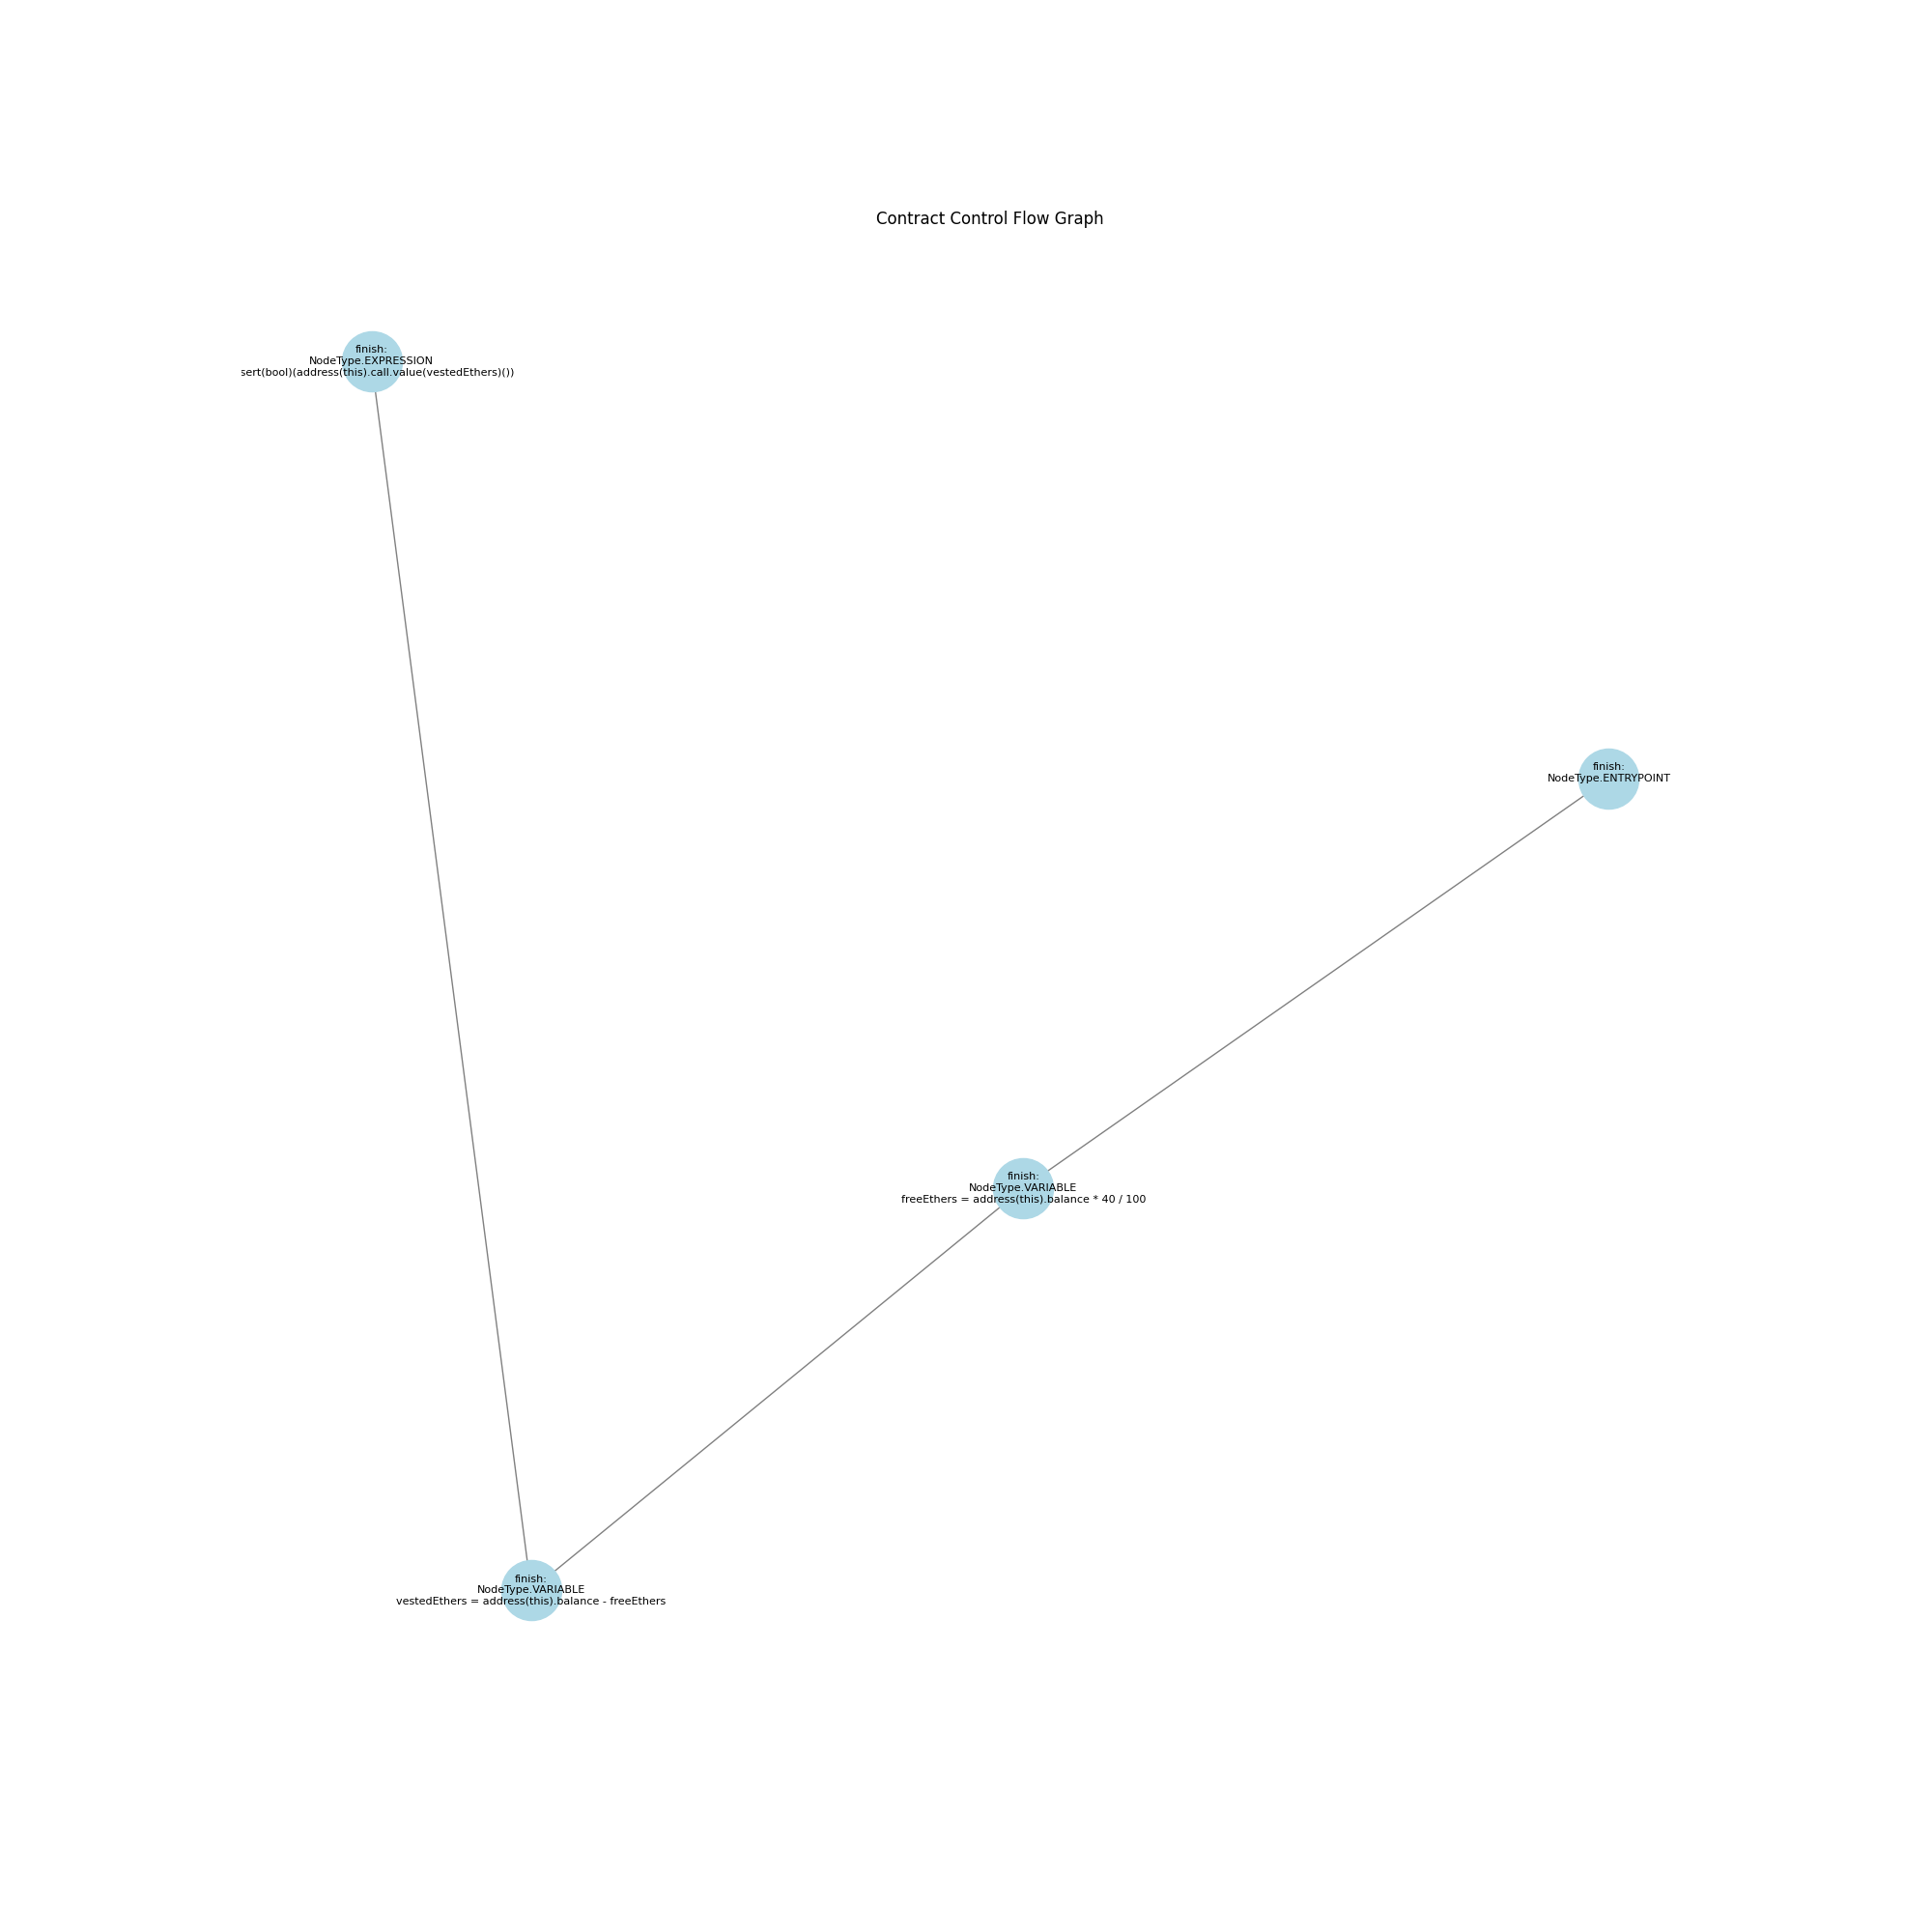 Contract Control Flow Graph
finish:
NodeType.EXPRESSION
sert(bool)(address(this).call.value(vestedEthers)())
finish:
NodeType.ENTRYPOINT
finish:
NodeType.VARIABLE
freeEthers = address(this).balance * 40 / 100
finish:
NodeType.VARIABLE
vestedEthers = address(this).balance - freeEthers